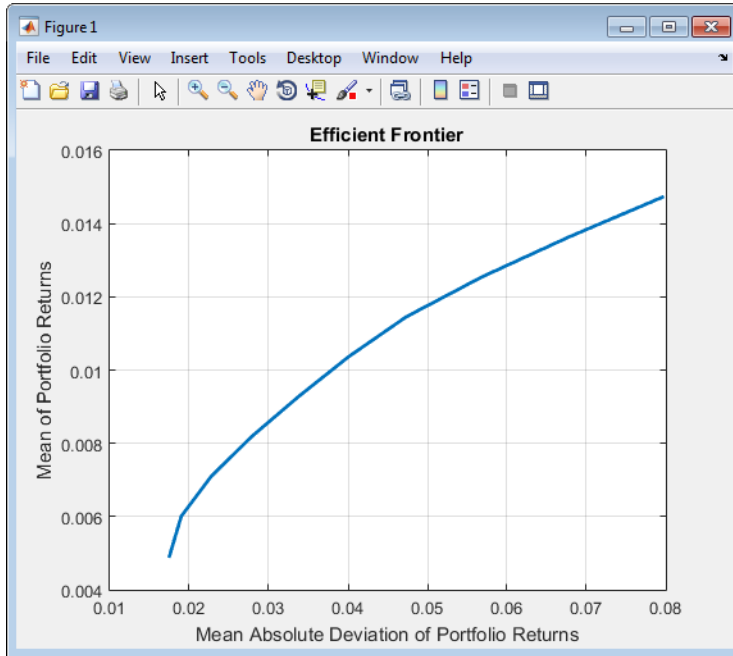 Figure 1
File Edit View Insert Tools Desktop Window Help
Efficient Frontier
0.016
0.014
0.012
0.01
0.008
0.006
0.004
Mean of Portfolio Returns
0.01 0.02 0.03 0.04 0.05 0.06 0.07 0.08
Mean Absolute Deviation of Portfolio Returns